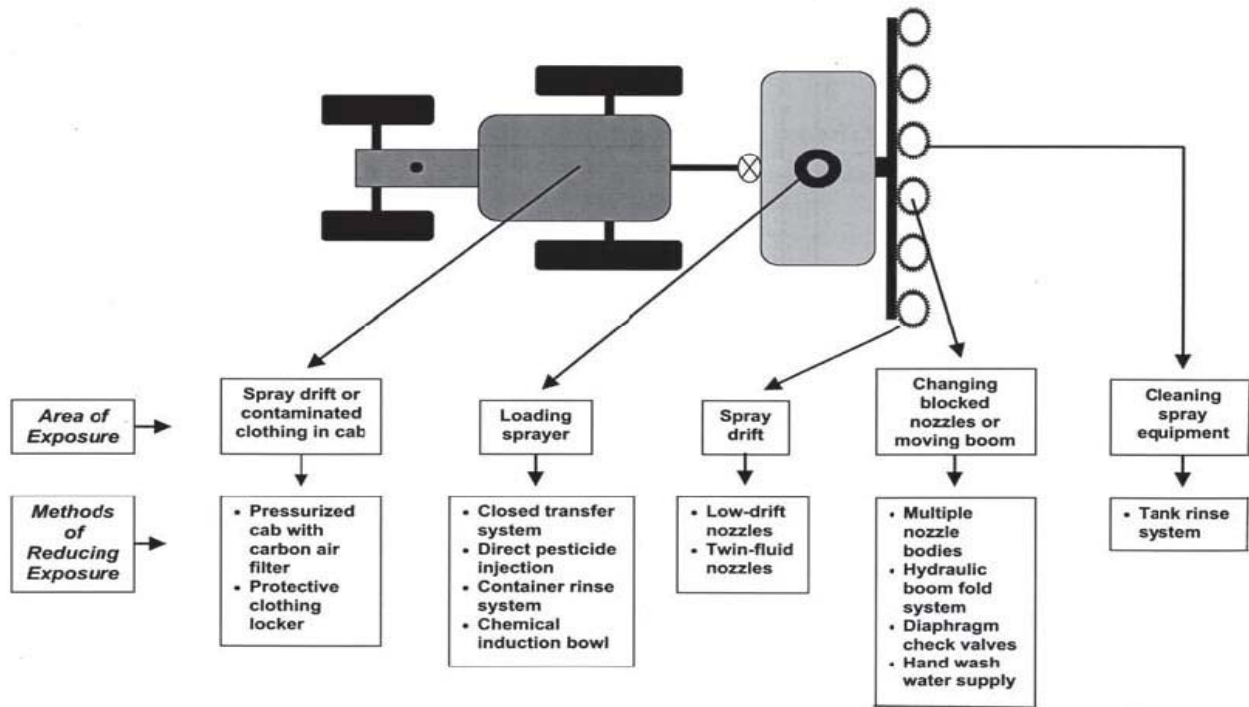 Area of
Exposure
Spray drift or
contaminated
clothing in cab
Loading
sprayer
Spray
drift
Changing
blocked
nozzles or
moving boom
Cleaning
spray
equipment
Methods
of
Reducing
Exposure
• Pressurized
cab with
carbon air
filter
• Protective
clothing
locker
• Closed transfer
system
• Direct pesticide
injection
• Container rinse
system
• Chemical
induction bowl
• Low-drift
nozzles
• Twin-fluid
nozzles
• Multiple
nozzle
bodies
• Hydraulic
boom fold
system
• Diaphragm
check valves
• Hand wash
water supply
• Tank rinse
system